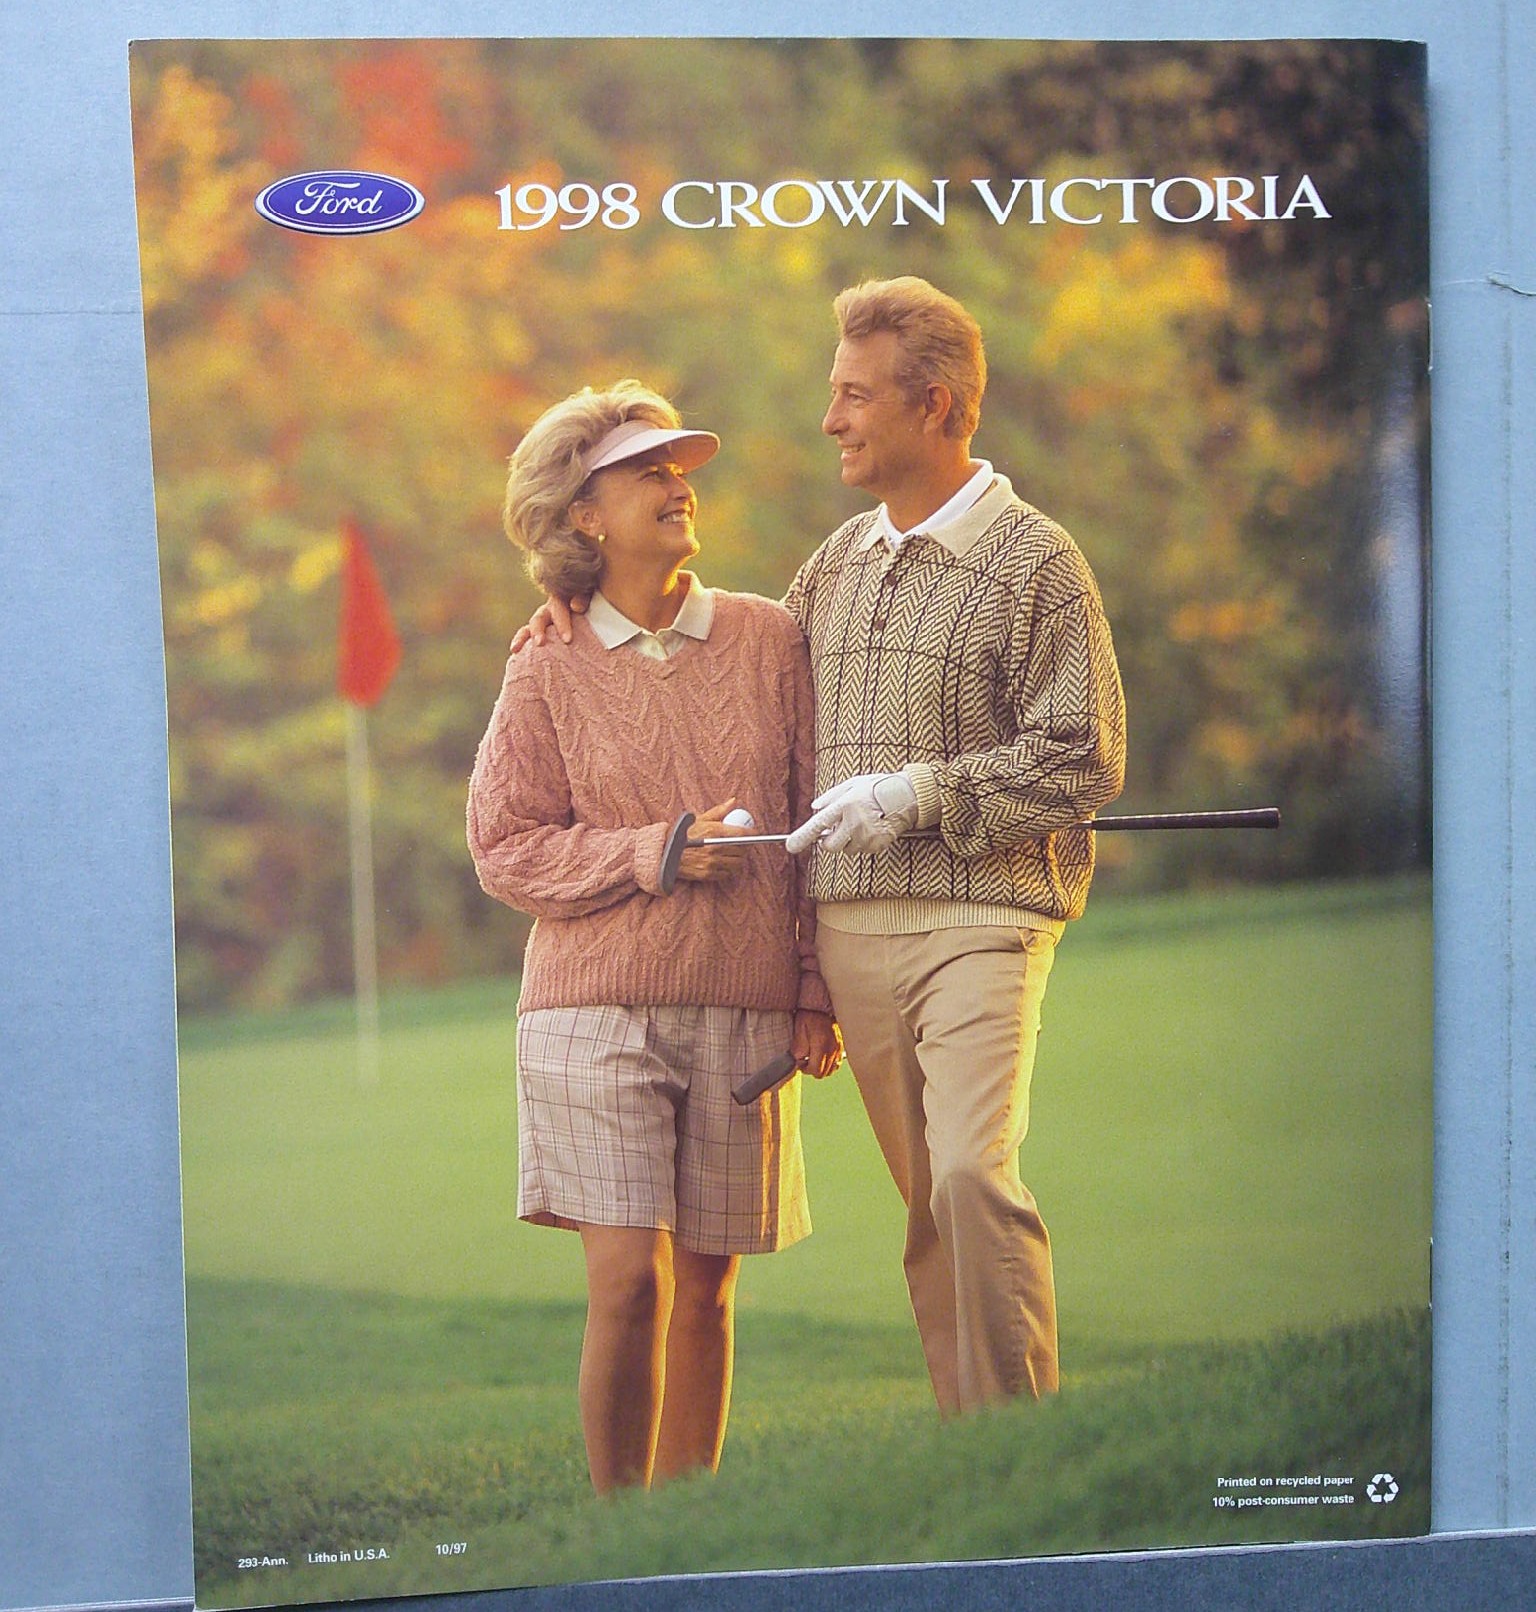 Ford
1998 CROWN VICTORIA
Printed on recycled paper
10% post-consumer waste
293-Ann. Litho in U.S.A. 10/97